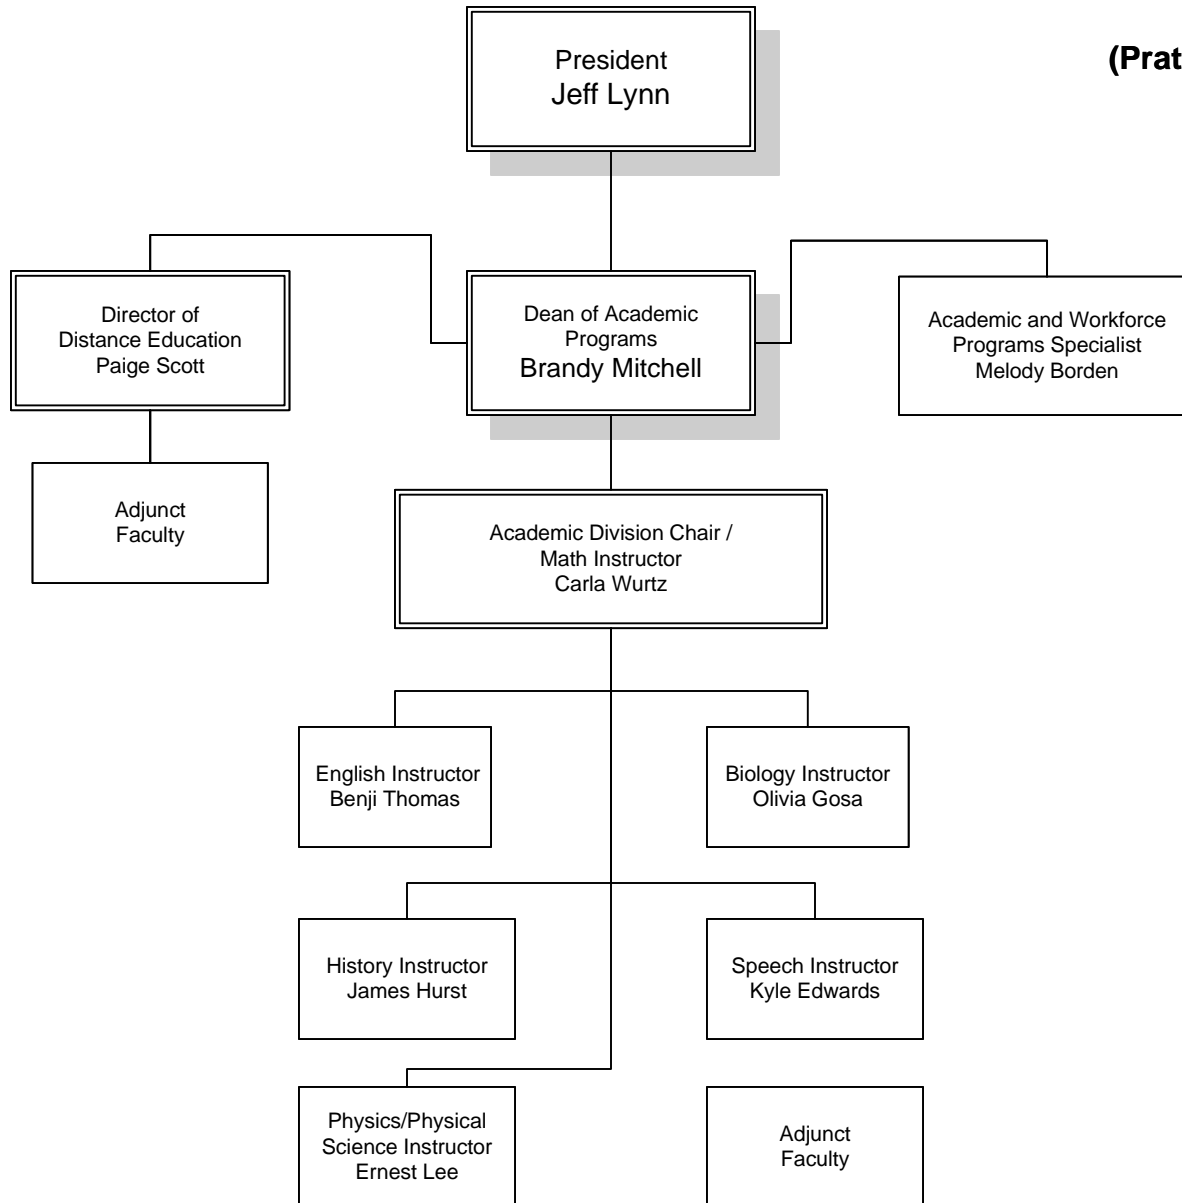 President
Jeff Lynn
(Prat
Director of
Distance Education
Paige Scott
Dean of Academic
Programs
Brandy Mitchell
Academic and Workforce
Programs Specialist
Melody Borden
Adjunct
Faculty
Academic Division Chair /
Math Instructor
Carla Wurtz
English Instructor
Benji Thomas
Biology Instructor
Olivia Gosa
History Instructor
James Hurst
Speech Instructor
Kyle Edwards
Physics/Physical
Science Instructor
Ernest Lee
Adjunct
Faculty